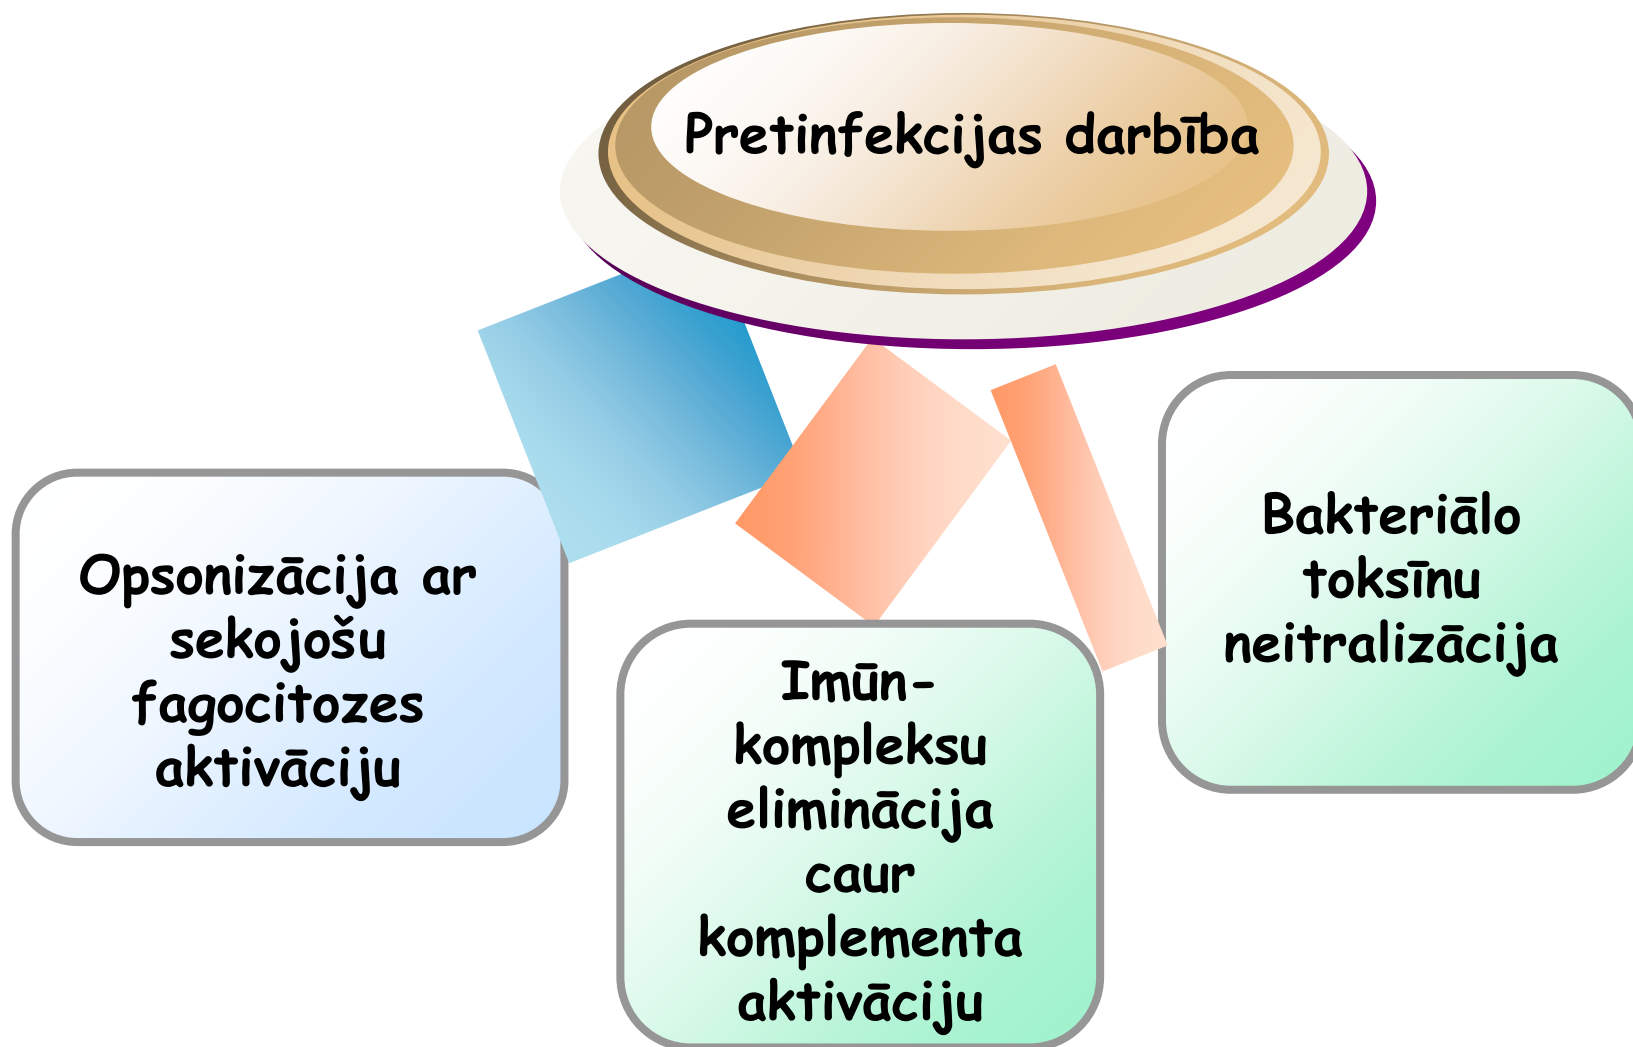 Pretinfekcijas darbība
Opsonizācija ar
sekojošu
fagocitozes
aktivāciju
Imūn-
kompleksu
eliminācija
caur
komplementa
aktivāciju
Bakteriālo
toksīnu
neitralizācija